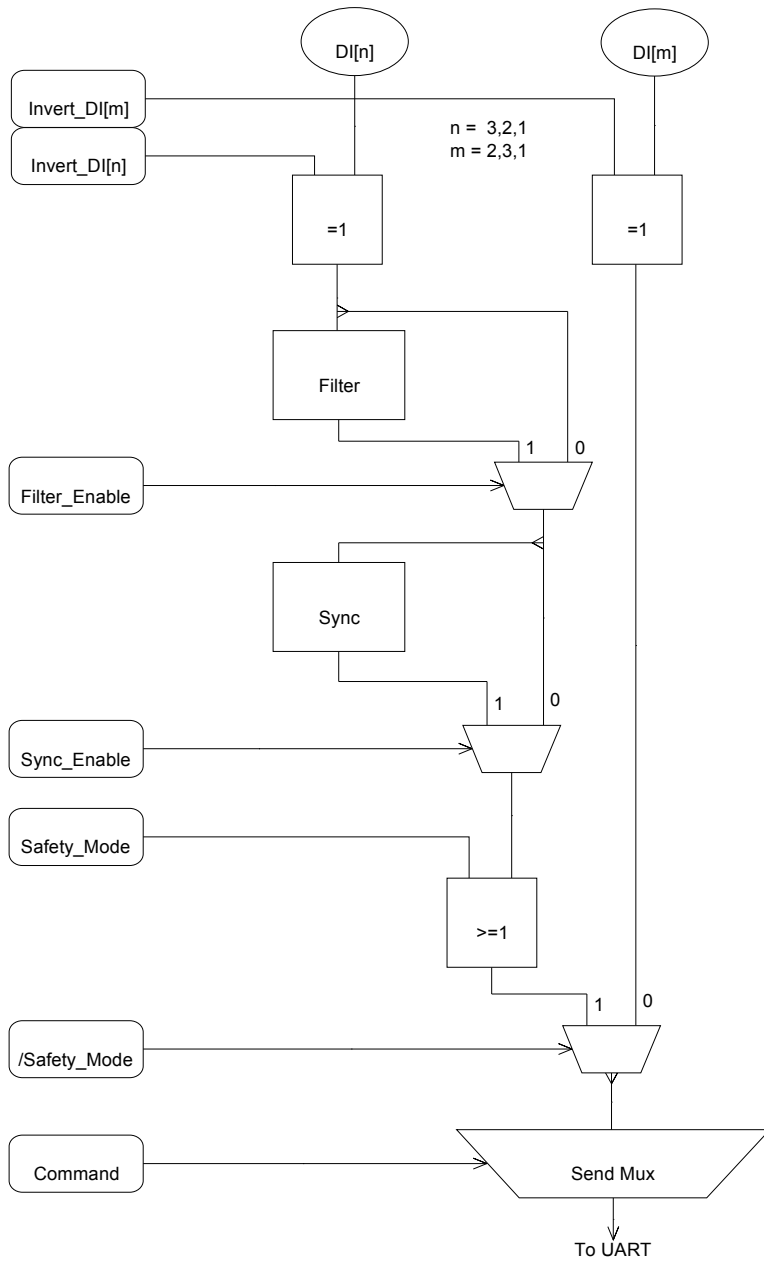 DI[n]
DI[m]
Invert_DI[m]
n = 3,2,1
m = 2,3,1
Invert_DI[n]
=1
=1
Filter
1
0
Filter_Enable
Sync
1
0
Sync_Enable
Safety_Mode
>=1
1
0
/Safety_Mode
Command
Send Mux
To UART